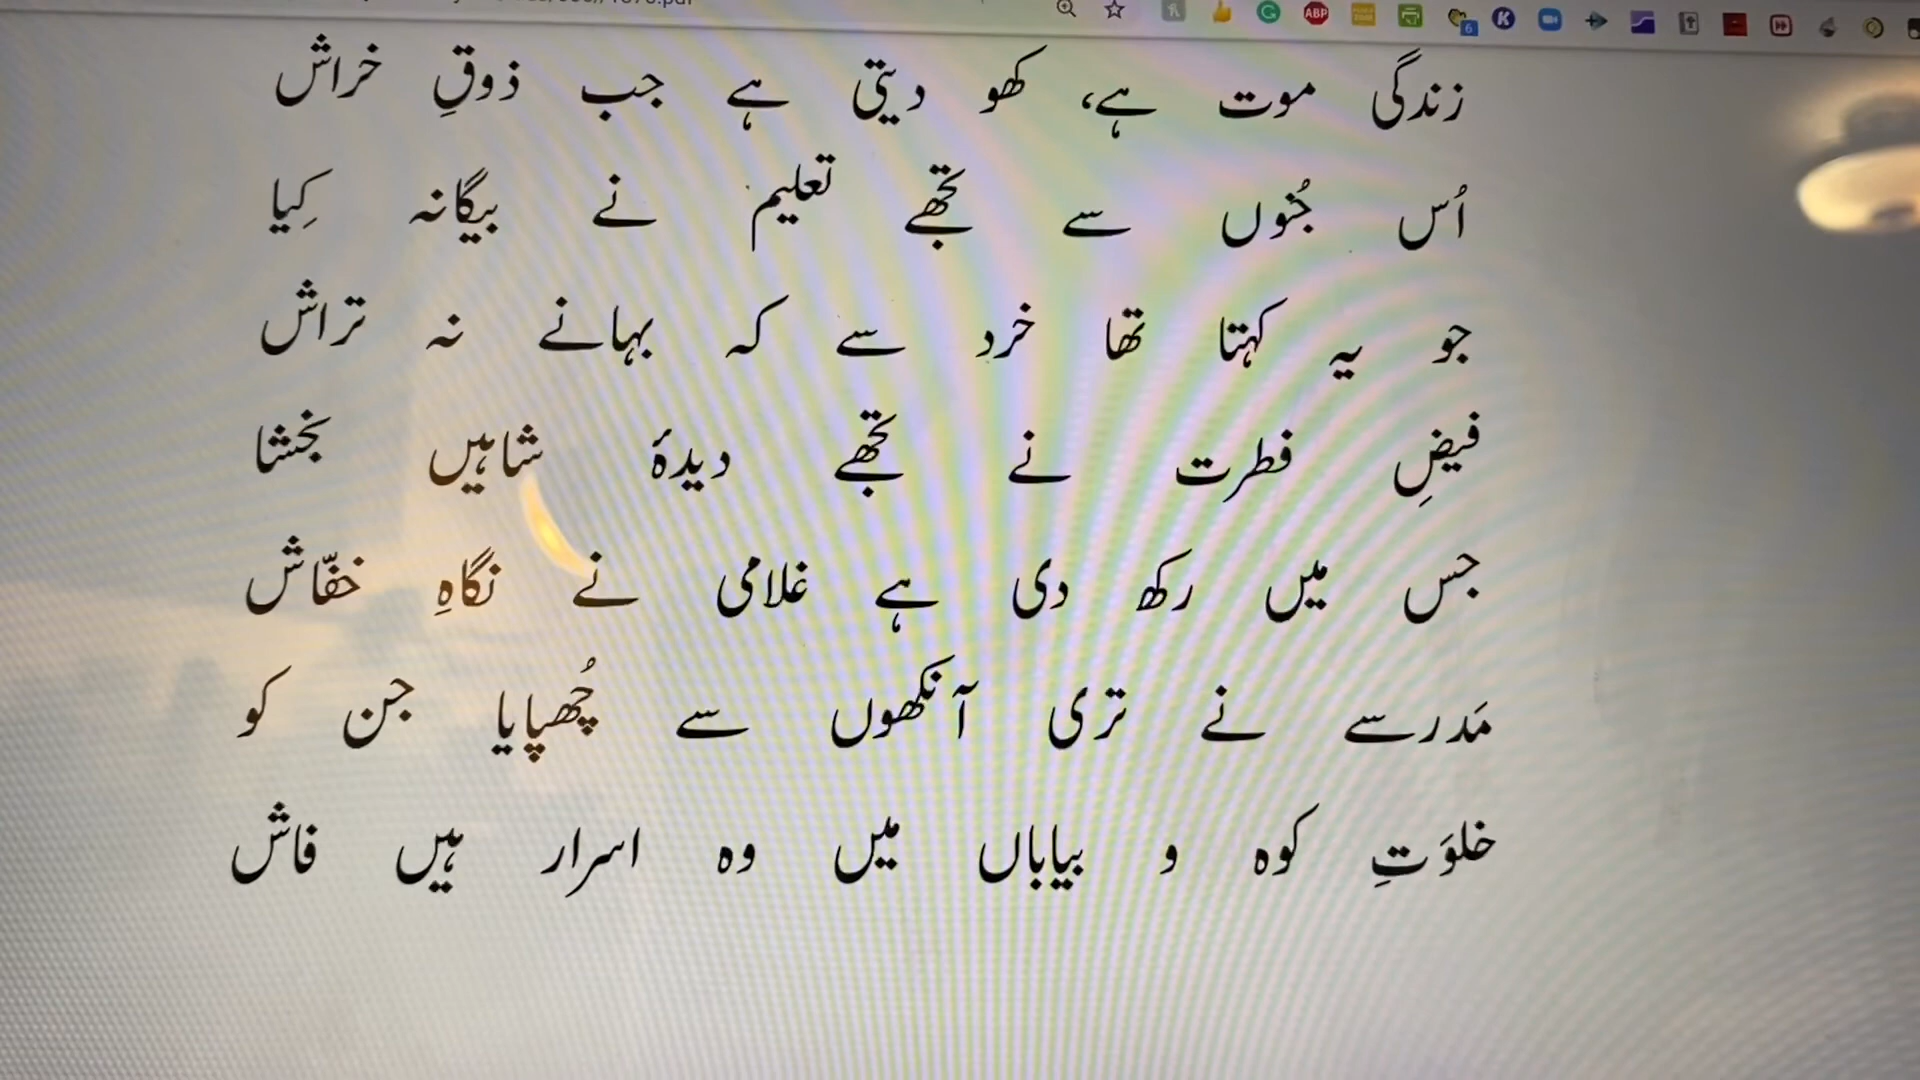 زندگی موت ہے، کھو دیتی ہے جب ذوقِ خراش
اُس جُنوں سے تجھے تعلیم نے بیگانہ کِیا
جو یہ کہتا تھا خرد سے کہ بہانے نہ تراش
فیضِ فطرت نے تجھے دیدۂ شاہیں بخشا
جس میں رکھ دی ہے غلامی نے نگاہِ خفّاش
مَدرسے نے تری آنکھوں سے چُھپایا جن کو
خلوَتِ کوہ و بیاباں میں وہ اسرار ہیں فاش